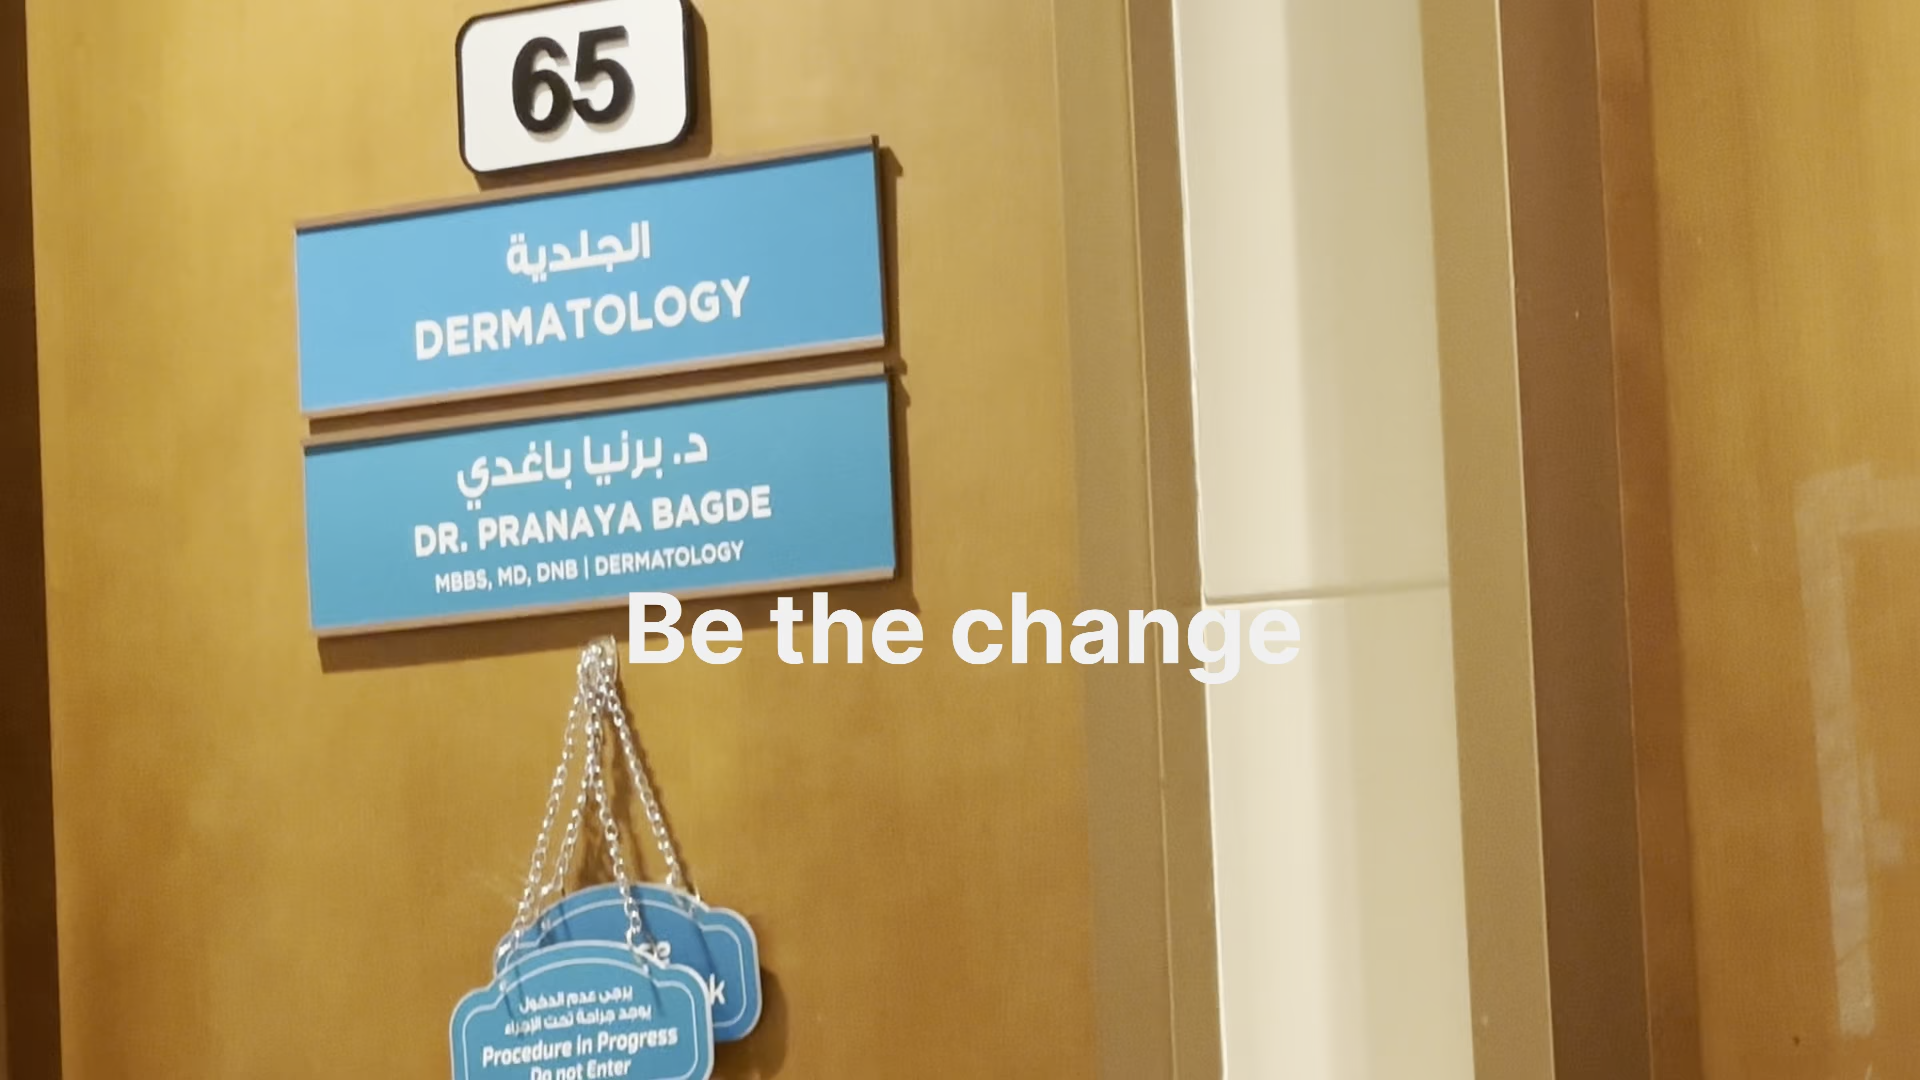 65
الجلدية
DERMATOLOGY
د. برنيا باغدي
DR. PRANAYA BAGDE
MBBS, MD, DNB | DERMATOLOGY
Be the change
يرجى عدم الدخول
يوجد جراحة تحت الإجراء
Procedure in Progress
Do not Enter